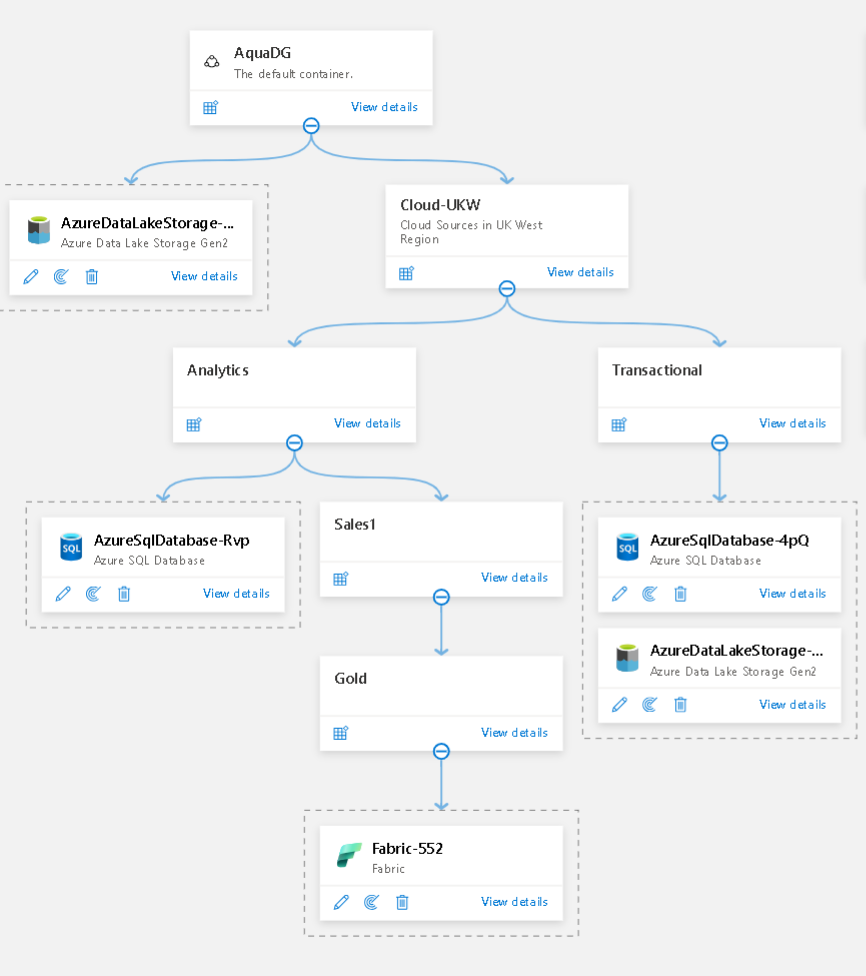 AquaDG
The default container.
View details
AzureDataLakeStorage-...
Azure Data Lake Storage Gen2
View details
Cloud-UKW
Cloud Sources in UK West
Region
View details
Analytics
View details
Transactional
View details
SQL
AzureSqlDatabase-Rvp
Azure SQL Database
View details
Sales1
View details
SQL
AzureSqlDatabase-4pQ
Azure SQL Database
View details
AzureDataLakeStorage-...
Azure Data Lake Storage Gen2
View details
Gold
View details
Fabric-552
Fabric
View details